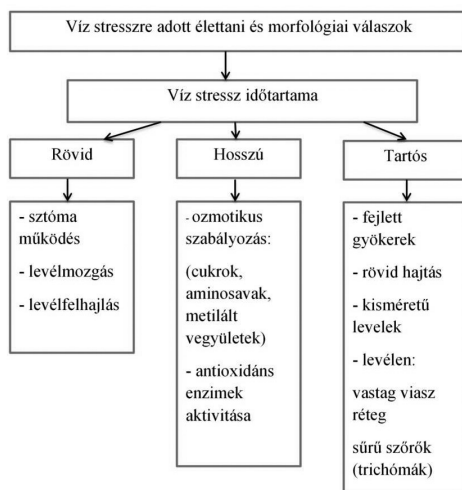 Víz stresszre adott élettani és morfológiai válaszok
Víz stressz időtartama
Rövid
Hosszú
Tartós
- sztóma
működés
- levélmozgás
- levélfelhajlás
- ozmotikus
szabályozás:
(cukrok,
aminosavak,
metilált
vegyületek)
- antioxidáns
enzimek
aktivitása
- fejlett
gyökerek
- rövid hajtás
- kisméretű
levelek
- levélen:
vastag viasz
réteg
sűrű szőrök
(trichómák)